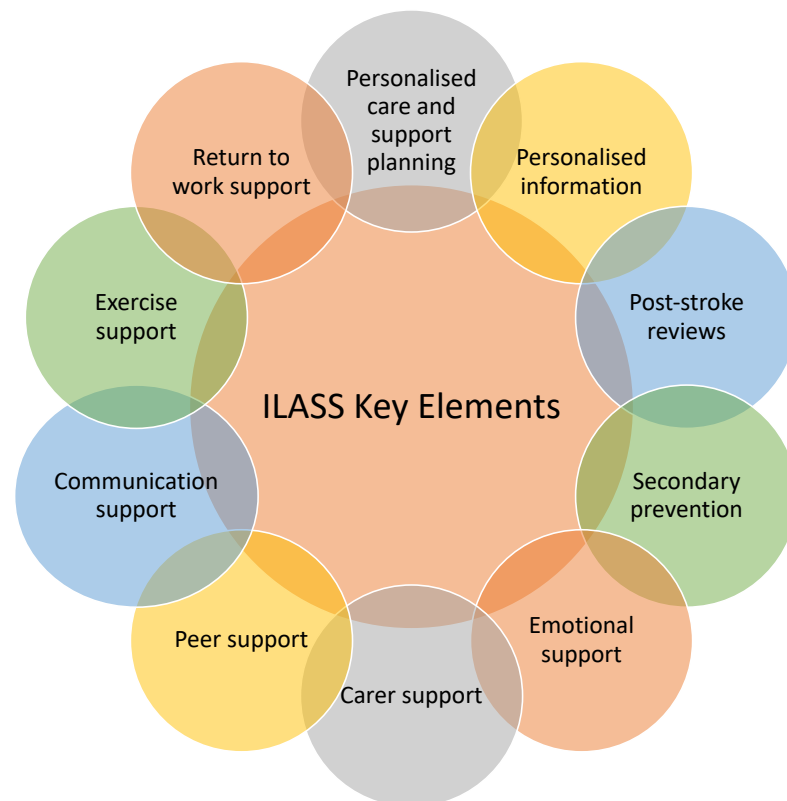 Personalised
care and
support
planning
Personalised
information
Post-stroke
reviews
Secondary
prevention
Emotional
support
Carer support
Peer support
Communication
support
Exercise
support
Return to
work support
ILASS Key Elements